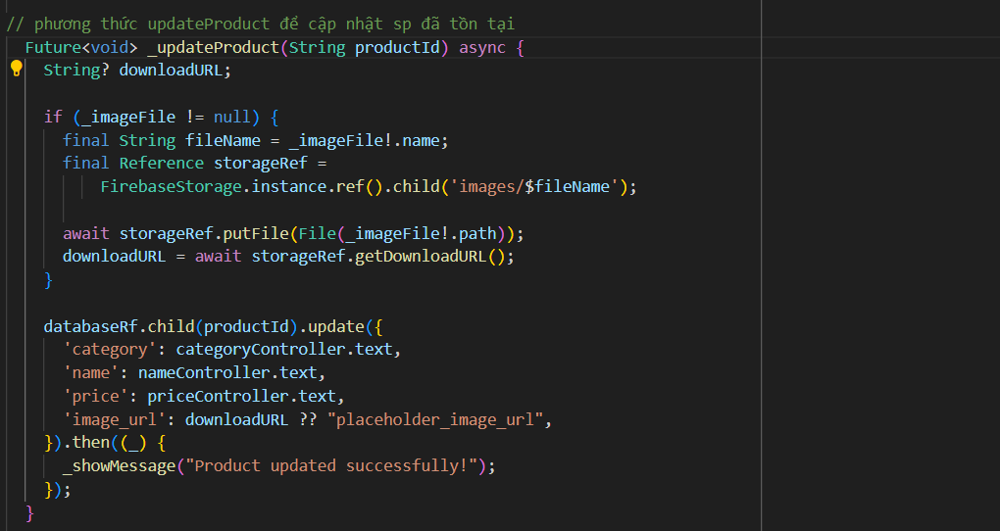 // phương thức updateProduct để cập nhật sp đã tồn tại
Future<void> _updateProduct(String productId) async {
String? downloadURL;
if (_imageFile != null) {
final String fileName = _imageFile!.name;
final Reference storageRef =
FirebaseStorage.instance.ref().child('images/$fileName');
await storageRef.putFile(File(_imageFile!.path));
downloadURL = await storageRef.getDownloadURL();
}
databaseRf.child(productId).update({
'category': categoryController.text,
'name': nameController.text,
'price': priceController.text,
'image_url': downloadURL ?? "placeholder_image_url",
}).then((_) {
_showMessage("Product updated successfully!");
});
}